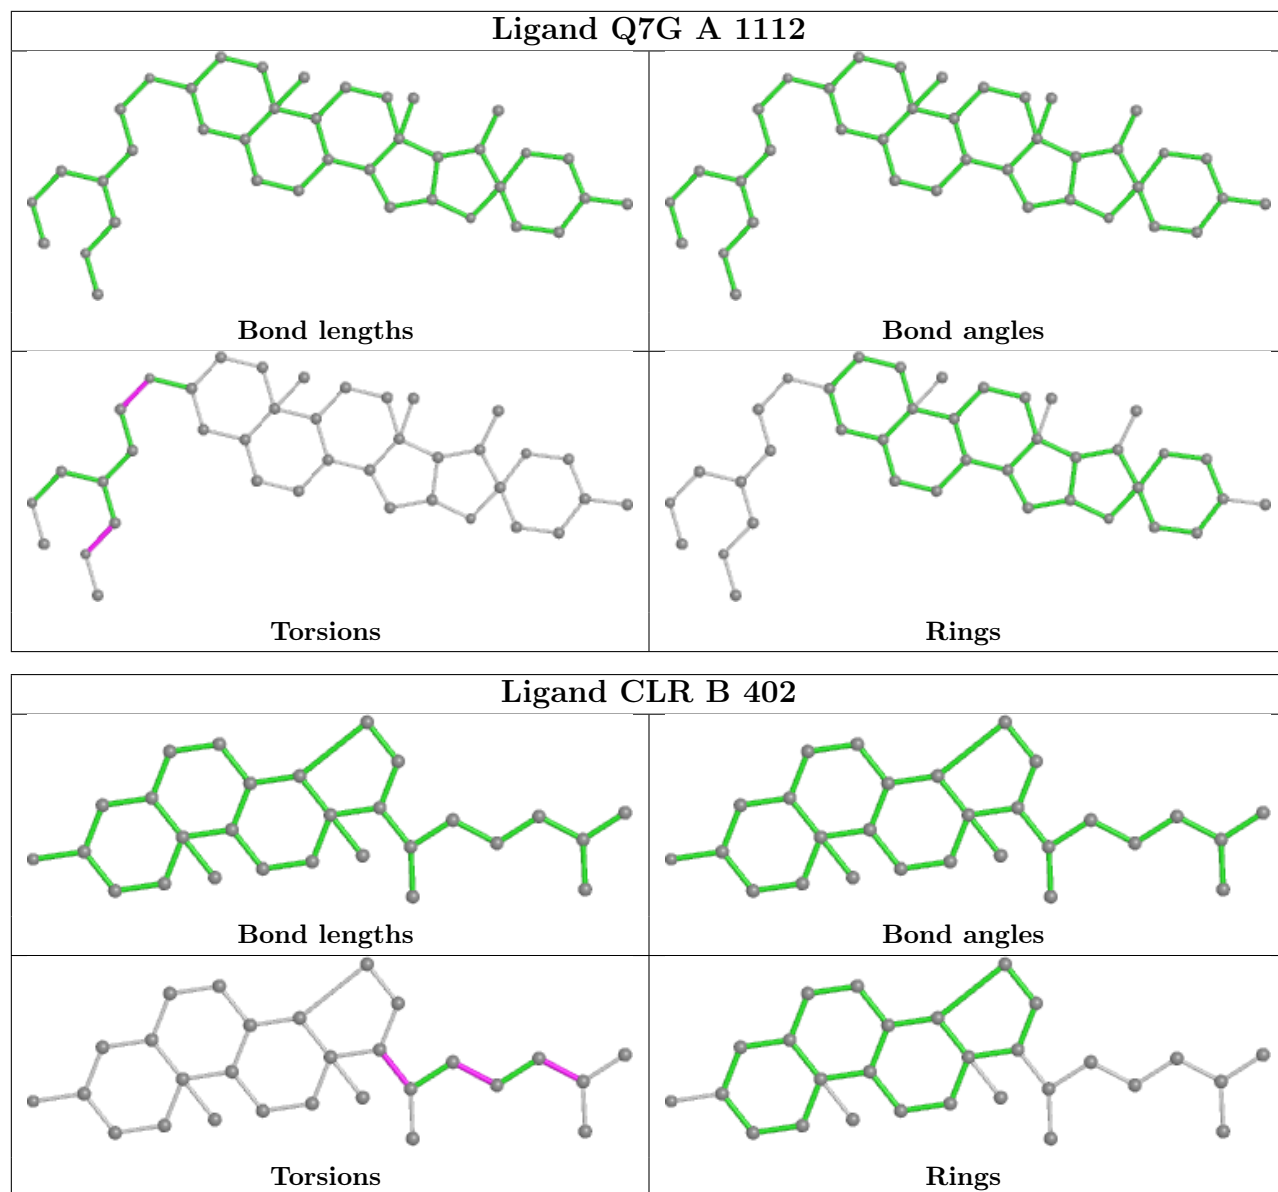 Ligand Q7G A 1112
Bond lengths
Bond angles
Torsions
Rings
Ligand CLR B 402
Bond lengths
Bond angles
Torsions
Rings